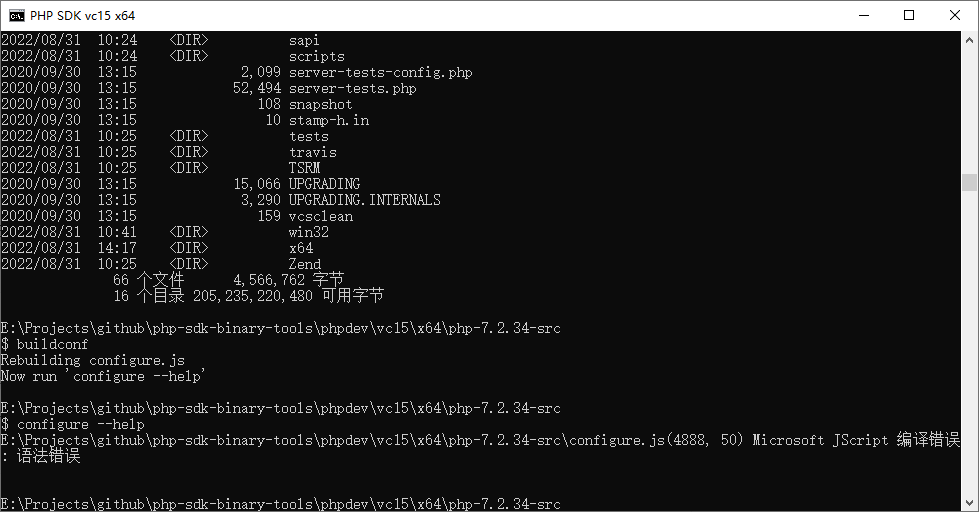 PHP SDK vc15 x64
2022/08/31  10:24    <DIR>          sapi
2022/08/31  10:24    <DIR>          scripts
2020/09/30  13:15             2,099 server-tests-config.php
2020/09/30  13:15            52,494 server-tests.php
2020/09/30  13:15               108 snapshot
2020/09/30  13:15                10 stamp-h.in
2022/08/31  10:25    <DIR>          tests
2022/08/31  10:25    <DIR>          travis
2022/08/31  10:25    <DIR>          TSRM
2020/09/30  13:15            15,066 UPGRADING
2020/09/30  13:15             3,290 UPGRADING.INTERNALS
2020/09/30  13:15               159 vcsclean
2022/08/31  10:41    <DIR>          win32
2022/08/31  14:17    <DIR>          x64
2022/08/31  10:25    <DIR>          Zend
              66 个文件      4,566,762 字节
              16 个目录 205,235,220,480 可用字节
E:\Projects\github\php-sdk-binary-tools\phpdev\vc15\x64\php-7.2.34-src
$ buildconf
Rebuilding configure.js
Now run 'configure --help'
E:\Projects\github\php-sdk-binary-tools\phpdev\vc15\x64\php-7.2.34-src
$ configure --help
E:\Projects\github\php-sdk-binary-tools\phpdev\vc15\x64\php-7.2.34-src\configure.js(4888, 50) Microsoft JScript 编译错误
: 语法错误
E:\Projects\github\php-sdk-binary-tools\phpdev\vc15\x64\php-7.2.34-src